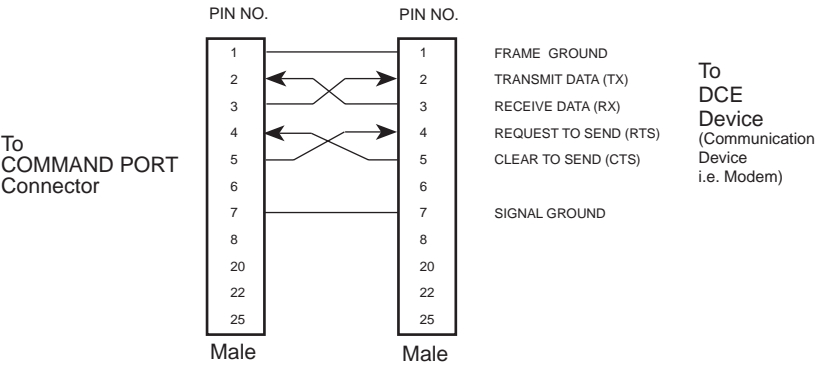 PIN NO. PIN NO.
1 1 FRAME GROUND
2 2 TRANSMIT DATA (TX)
3 3 RECEIVE DATA (RX)
4 4 REQUEST TO SEND (RTS)
5 5 CLEAR TO SEND (CTS)
6 6
7 7 SIGNAL GROUND
8 8
20 20
22 22
25 25
Male Male
To
COMMAND PORT
Connector
To
DCE
Device
(Communication
Device
i.e. Modem)